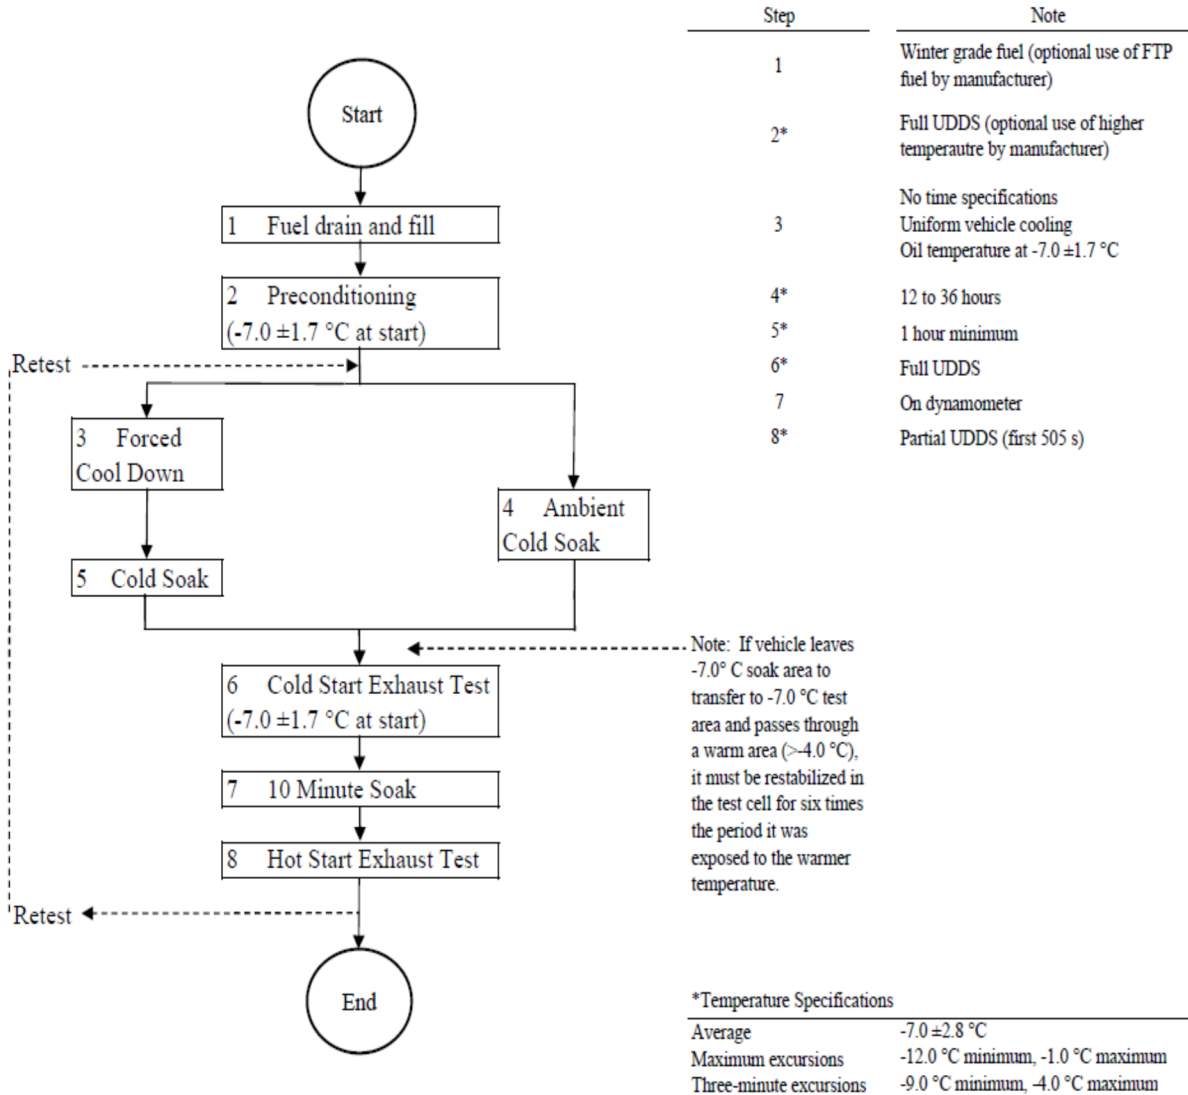 Start
1 Fuel drain and fill
2 Preconditioning
(-7.0 ±1.7 °C at start)
Retest
3 Forced
Cool Down
4 Ambient
Cold Soak
5 Cold Soak
6 Cold Start Exhaust Test
(-7.0 ±1.7 °C at start)
7 10 Minute Soak
8 Hot Start Exhaust Test
Retest
End
Step Note
1 Winter grade fuel (optional use of FTP
fuel by manufacturer)
2* Full UDDS (optional use of higher
temperautre by manufacturer)
No time specifications
3 Uniform vehicle cooling
Oil temperature at -7.0 ±1.7 °C
4* 12 to 36 hours
5* 1 hour minimum
6* Full UDDS
7 On dynamometer
8* Partial UDDS (first 505 s)
Note: If vehicle leaves
-7.0° C soak area to
transfer to -7.0 °C test
area and passes through
a warm area (>-4.0 °C),
it must be restabilized in
the test cell for six times
the period it was
exposed to the warmer
temperature.
*Temperature Specifications
Average -7.0 ±2.8 °C
Maximum excursions -12.0 °C minimum, -1.0 °C maximum
Three-minute excursions -9.0 °C minimum, -4.0 °C maximum